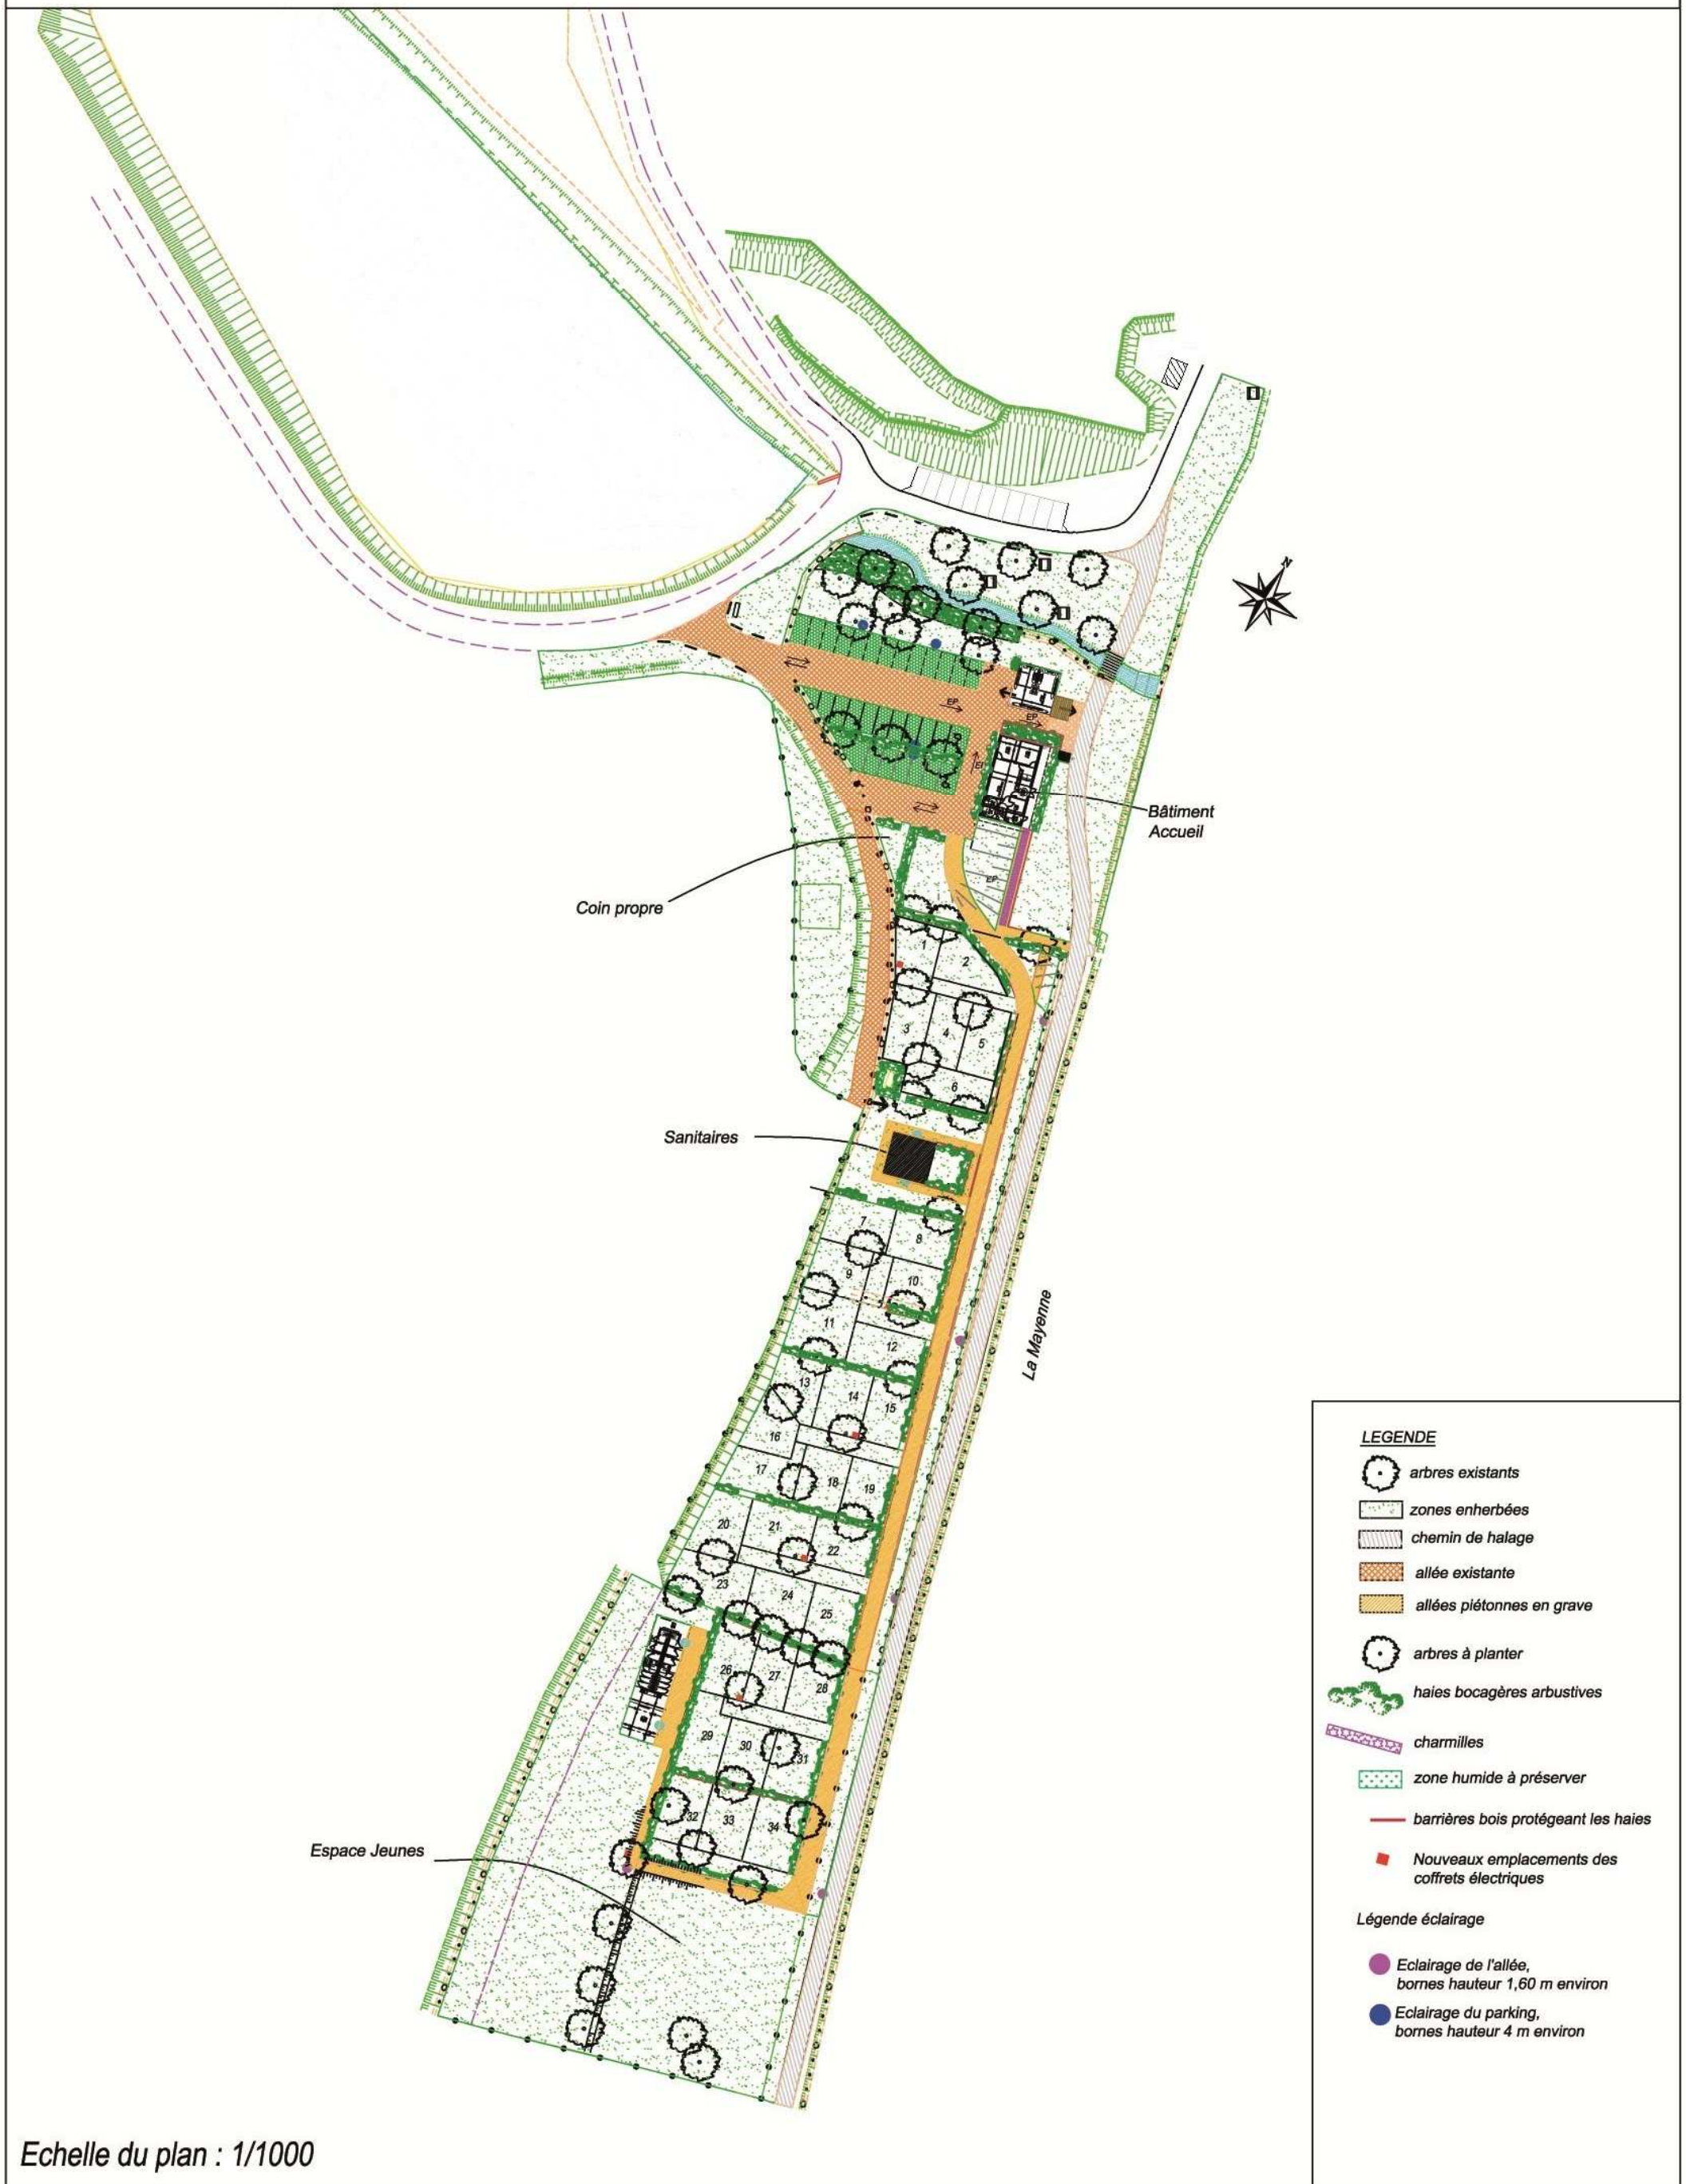 N
EP
EP
EP
EP
Bâtiment
Accueil
Coin propre
1
2
3
4
5
6
Sanitaires
7
8
9
10
11
12
La Mayenne
13
14
15
16
17
18
19
20
21
22
23
24
25
26
27
28
29
30
31
32
33
34
Espace Jeunes
LEGENDE
arbres existants
zones enherbées
chemin de halage
allée existante
allées piétonnes en grave
arbres à planter
haies bocagères arbustives
charmilles
zone humide à préserver
barrières bois protégeant les haies
Nouveaux emplacements des
coffrets électriques
Légende éclairage
Eclairage de l'allée,
bornes hauteur 1,60 m environ
Eclairage du parking,
bornes hauteur 4 m environ
Echelle du plan : 1/1000